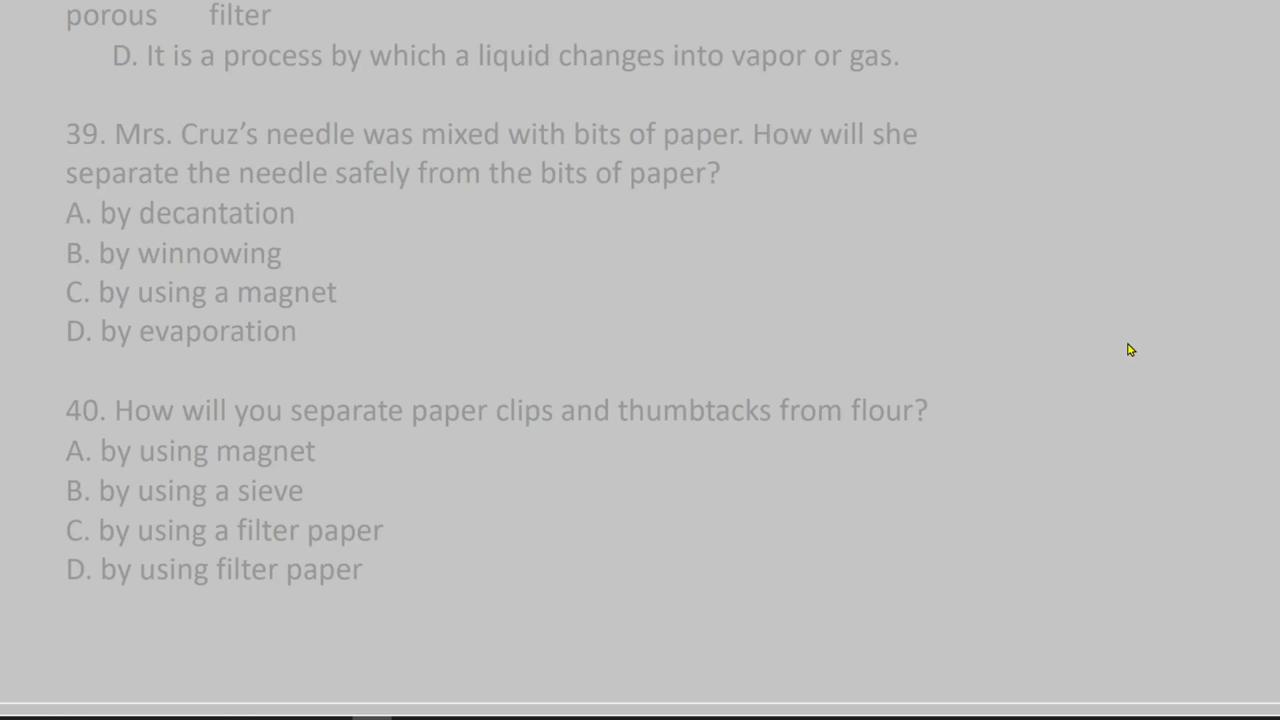 porous filter
D. It is a process by which a liquid changes into vapor or gas.
39. Mrs. Cruz’s needle was mixed with bits of paper. How will she
separate the needle safely from the bits of paper?
A. by decantation
B. by winnowing
C. by using a magnet
D. by evaporation
40. How will you separate paper clips and thumbtacks from flour?
A. by using magnet
B. by using a sieve
C. by using a filter paper
D. by using filter paper